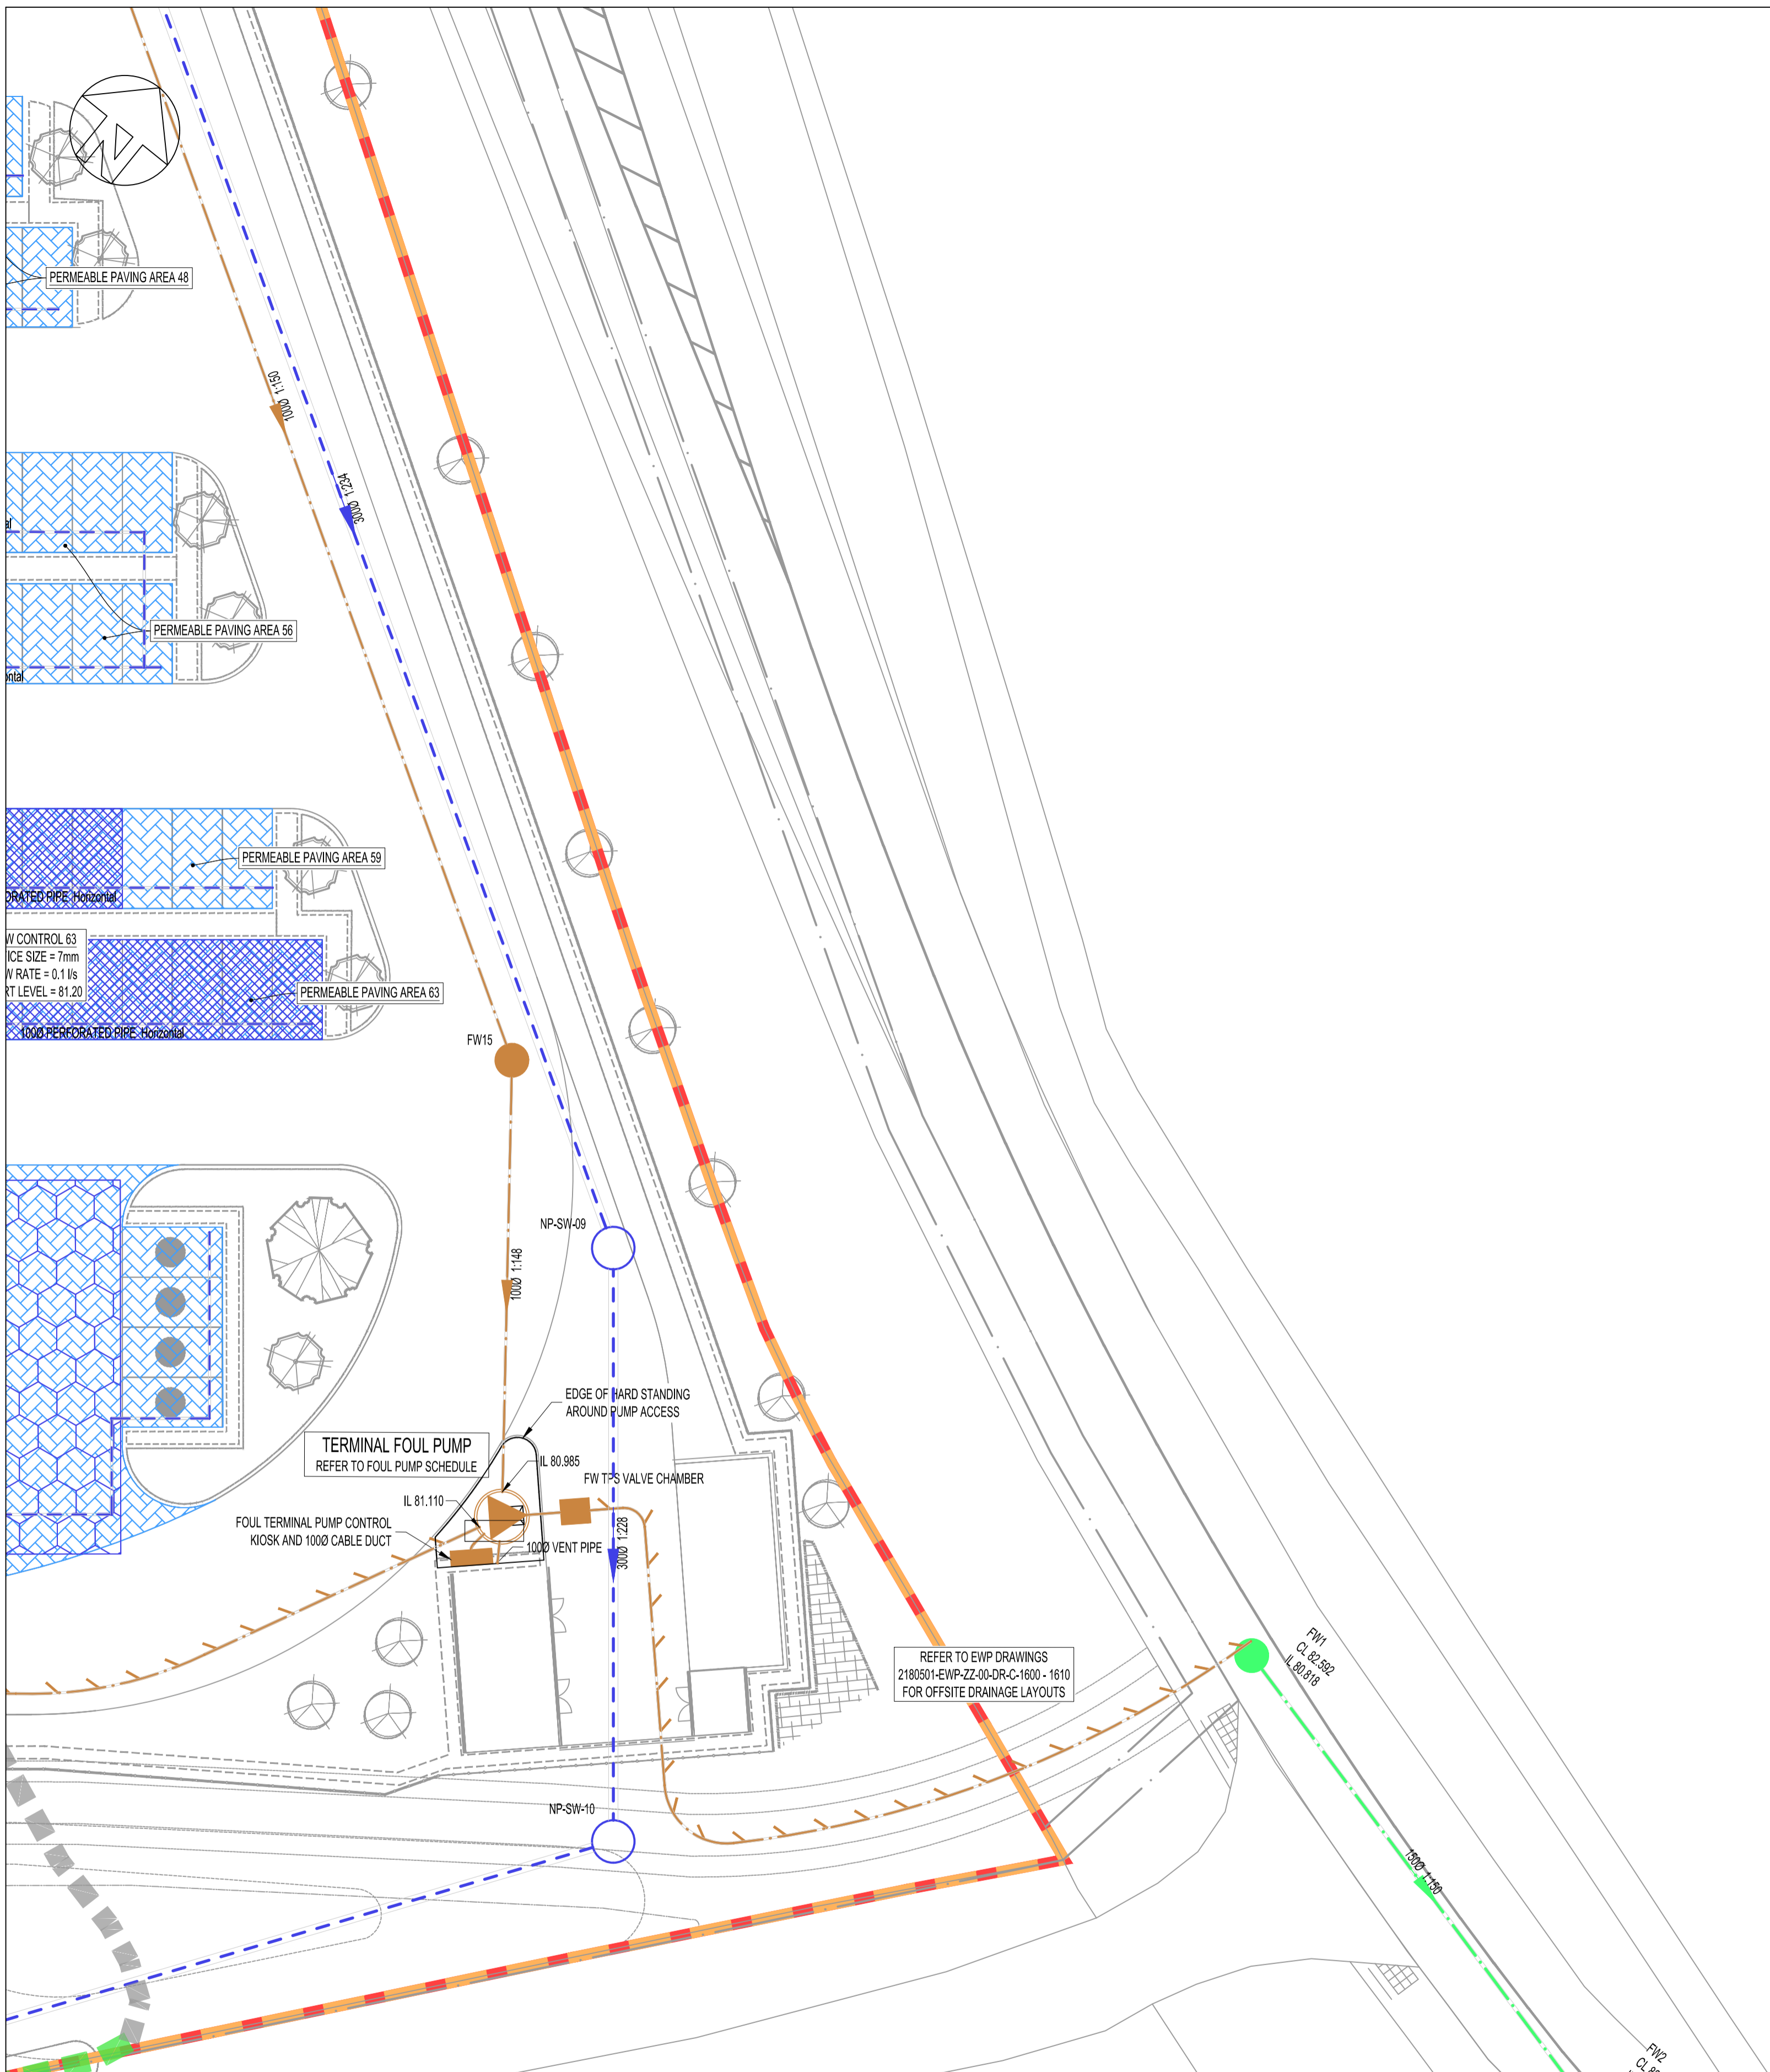 PERMEABLE PAVING AREA 48
100Ø 1:150
300Ø 1:234
PERMEABLE PAVING AREA 56
PERMEABLE PAVING AREA 59
ORATED PIPE Horizontal
W CONTROL 63
ICE SIZE = 7mm
W RATE = 0.1 l/s
RT LEVEL = 81.20
PERMEABLE PAVING AREA 63
100Ø PERFORATED PIPE Horizontal
FW15
NP-SW-09
100Ø 1:148
EDGE OF HARD STANDING
AROUND PUMP ACCESS
TERMINAL FOUL PUMP
REFER TO FOUL PUMP SCHEDULE
IL 80.985
FW TPS VALVE CHAMBER
IL 81.110
FOUL TERMINAL PUMP CONTROL
KIOSK AND 100Ø CABLE DUCT
100Ø VENT PIPE
300Ø 1:228
REFER TO EWP DRAWINGS
2180501-EWP-ZZ-00-DR-C-1600 - 1610
FOR OFFSITE DRAINAGE LAYOUTS
FW1
CL 82.592
IL 80.818
NP-SW-10
150Ø 1:150
FW2